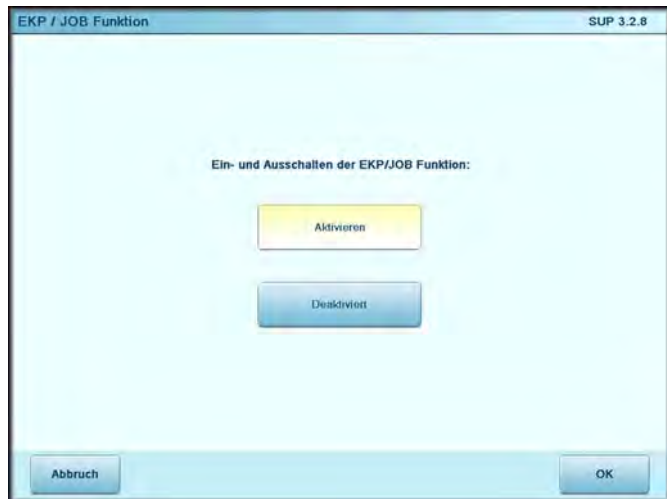 EKP / JOB Funktion SUP 3.2.8
Ein- und Ausschalten der EKP/JOB Funktion:
Aktivieren
Deaktiviert
Abbruch OK